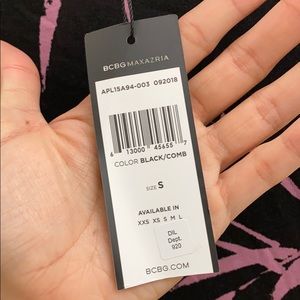 BCBGMAXAZRIA
APL15A94-003 092018
6 13000 45655 7
COLOR BLACK/COMB
SIZE S
AVAILABLE IN
XXS XS S M L
DIL
Dept.
920
BCBG.COM